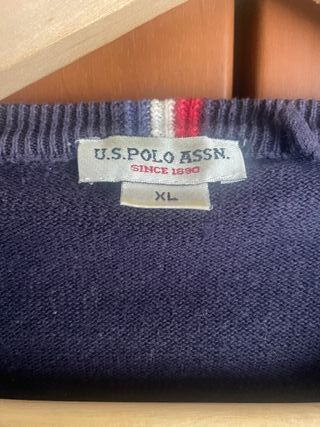 U.S.POLO ASSN.
SINCE 1890
XL